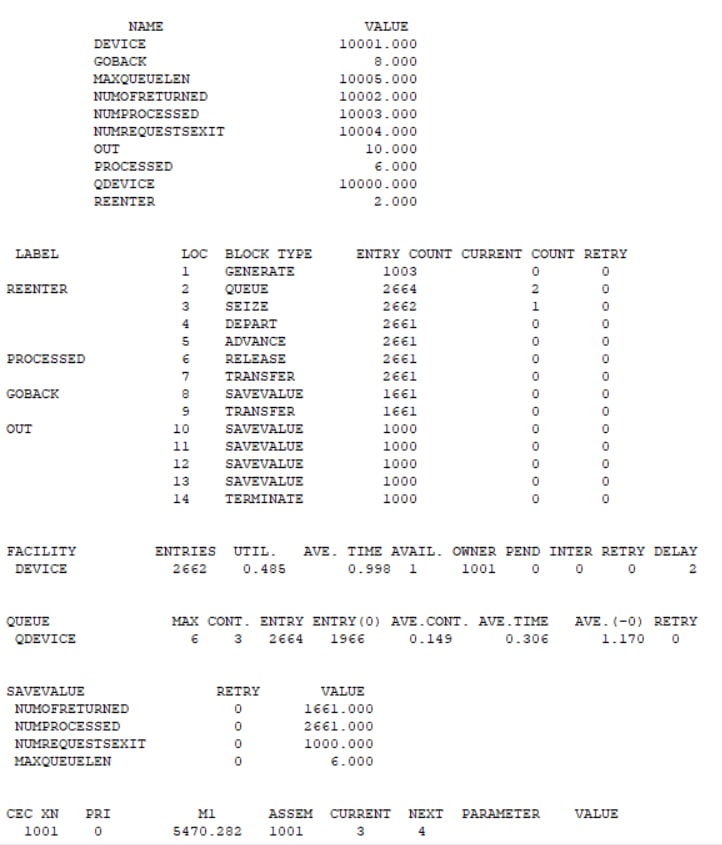 NAME VALUE
DEVICE 10001.000
GOBACK 8.000
MAXQUEUELEN 10005.000
NUMOFRETURNED 10002.000
NUMPROCESSED 10003.000
NUMREQUESTSEXIT 10004.000
OUT 10.000
PROCESSED 6.000
QDEVICE 10000.000
REENTER 2.000
LABEL LOC BLOCK TYPE ENTRY COUNT CURRENT COUNT RETRY
1 GENERATE 1003 0 0
REENTER 2 QUEUE 2664 2 0
3 SEIZE 2662 1 0
4 DEPART 2661 0 0
5 ADVANCE 2661 0 0
PROCESSED 6 RELEASE 2661 0 0
7 TRANSFER 2661 0 0
GOBACK 8 SAVEVALUE 1661 0 0
9 TRANSFER 1661 0 0
OUT 10 SAVEVALUE 1000 0 0
11 SAVEVALUE 1000 0 0
12 SAVEVALUE 1000 0 0
13 SAVEVALUE 1000 0 0
14 TERMINATE 1000 0 0
FACILITY ENTRIES UTIL. AVE. TIME AVAIL. OWNER PEND INTER RETRY DELAY
DEVICE 2662 0.485 0.998 1 1001 0 0 0 2
QUEUE MAX CONT. ENTRY ENTRY(0) AVE.CONT. AVE.TIME AVE.(-0) RETRY
QDEVICE 6 3 2664 1966 0.149 0.306 1.170 0
SAVEVALUE RETRY VALUE
NUMOFRETURNED 0 1661.000
NUMPROCESSED 0 2661.000
NUMREQUESTSEXIT 0 1000.000
MAXQUEUELEN 0 6.000
CEC XN PRI M1 ASSEM CURRENT NEXT PARAMETER VALUE
1001 0 5470.282 1001 3 4